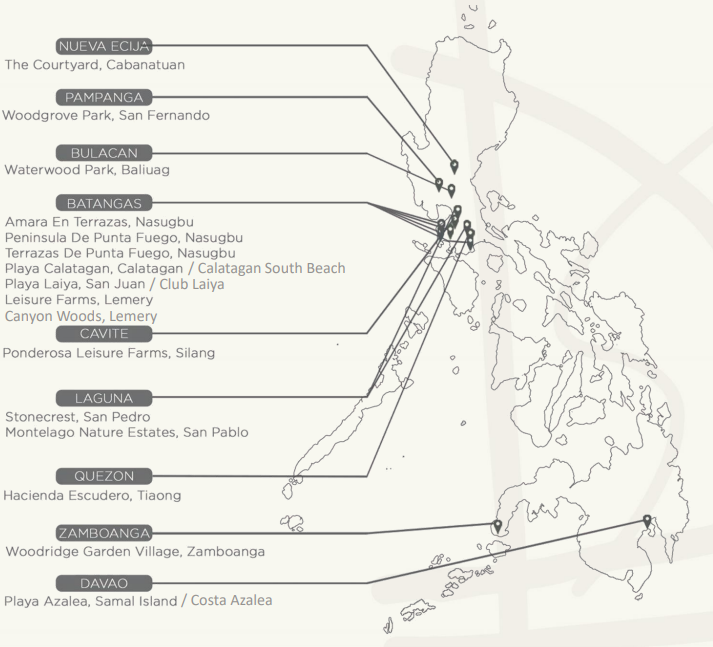 NUEVA ECIJA
The Courtyard, Cabanatuan
PAMPANGA
Woodgrove Park, San Fernando
BULACAN
Waterwood Park, Baliuag
BATANGAS
Amara En Terrazas, Nasugbu
Peninsula De Punta Fuego, Nasugbu
Terrazas De Punta Fuego, Nasugbu
Playa Calatagan, Calatagan / Calatagan South Beach
Playa Laiya, San Juan / Club Laiya
Leisure Farms, Lemery
Canyon Woods, Lemery
CAVITE
Ponderosa Leisure Farms, Silang
LAGUNA
Stonecrest, San Pedro
Montelago Nature Estates, San Pablo
QUEZON
Hacienda Escudero, Tiaong
ZAMBOANGA
Woodridge Garden Village, Zamboanga
DAVAO
Playa Azalea, Samal Island / Costa Azalea